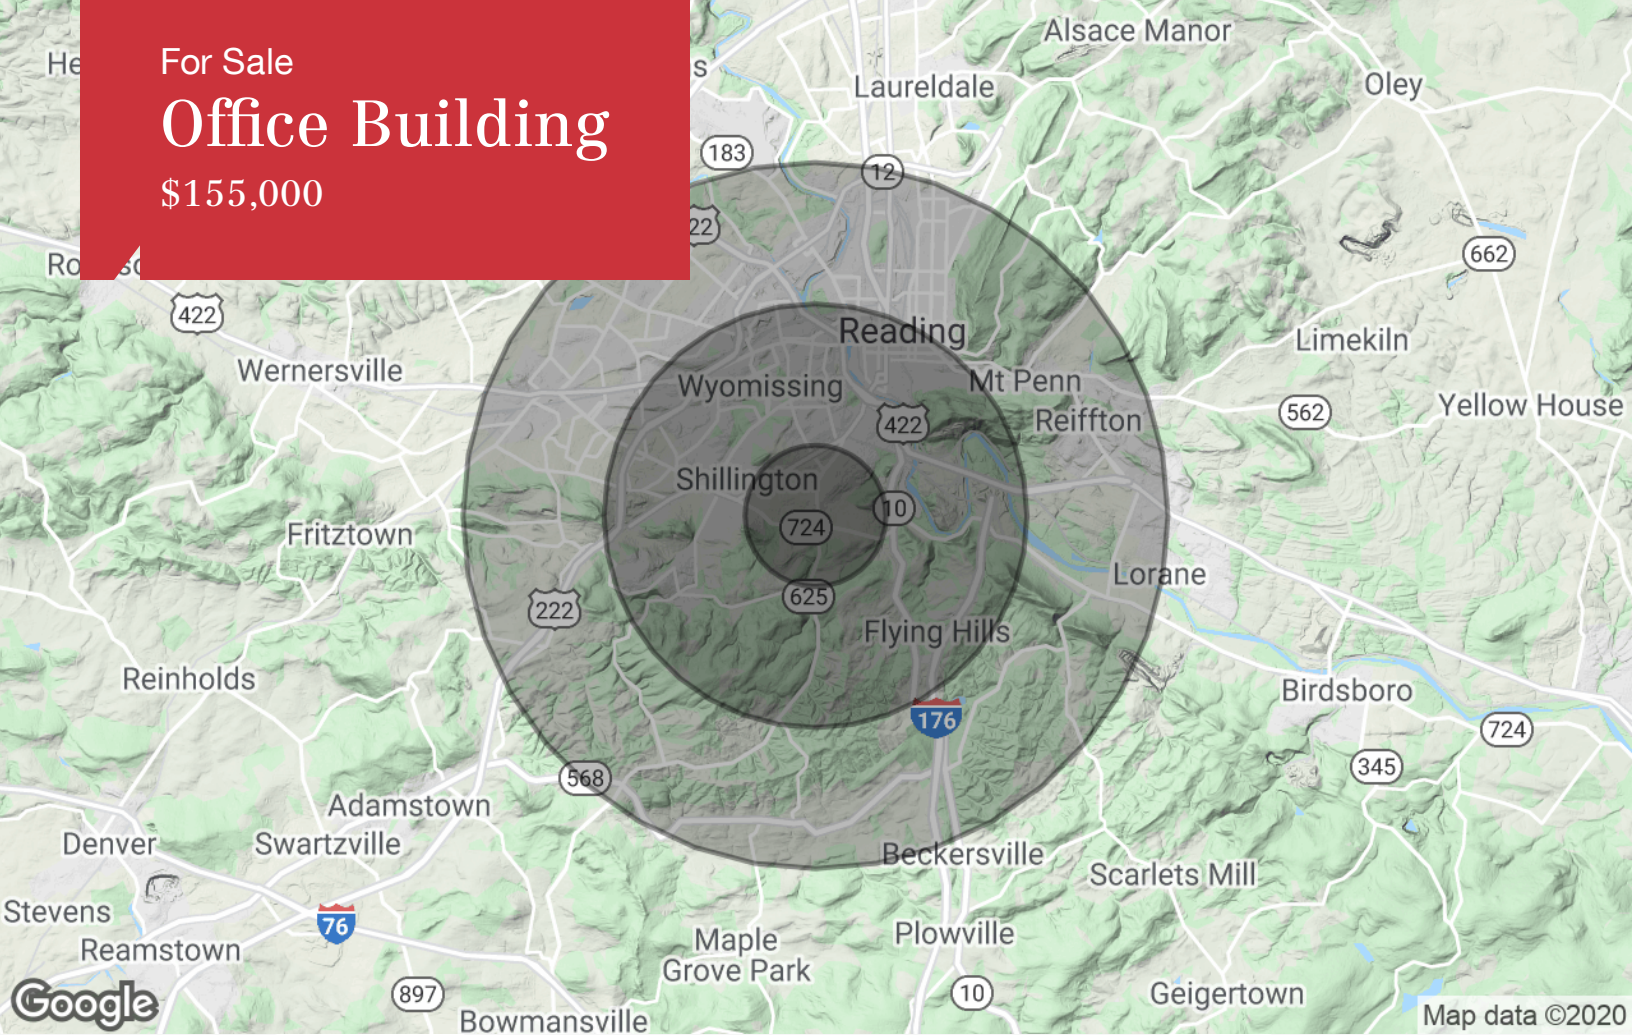 For Sale
Office Building
$155,000
Alsace Manor
Laureldale
Oley
183
12
22
662
422
Reading
Limekiln
Wernersville
Wyomissing
Mt Penn
562
Yellow House
422
Reiffton
Shillington
10
724
Fritztown
Lorane
222
625
Flying Hills
Reinholds
Birdsboro
176
724
568
345
Adamstown
Denver
Swartzville
Beckersville
Scarlets Mill
Stevens
76
Reamstown
Plowville
Maple
Grove Park
897
10
Geigertown
Google
Bowmansville
Map data ©2020